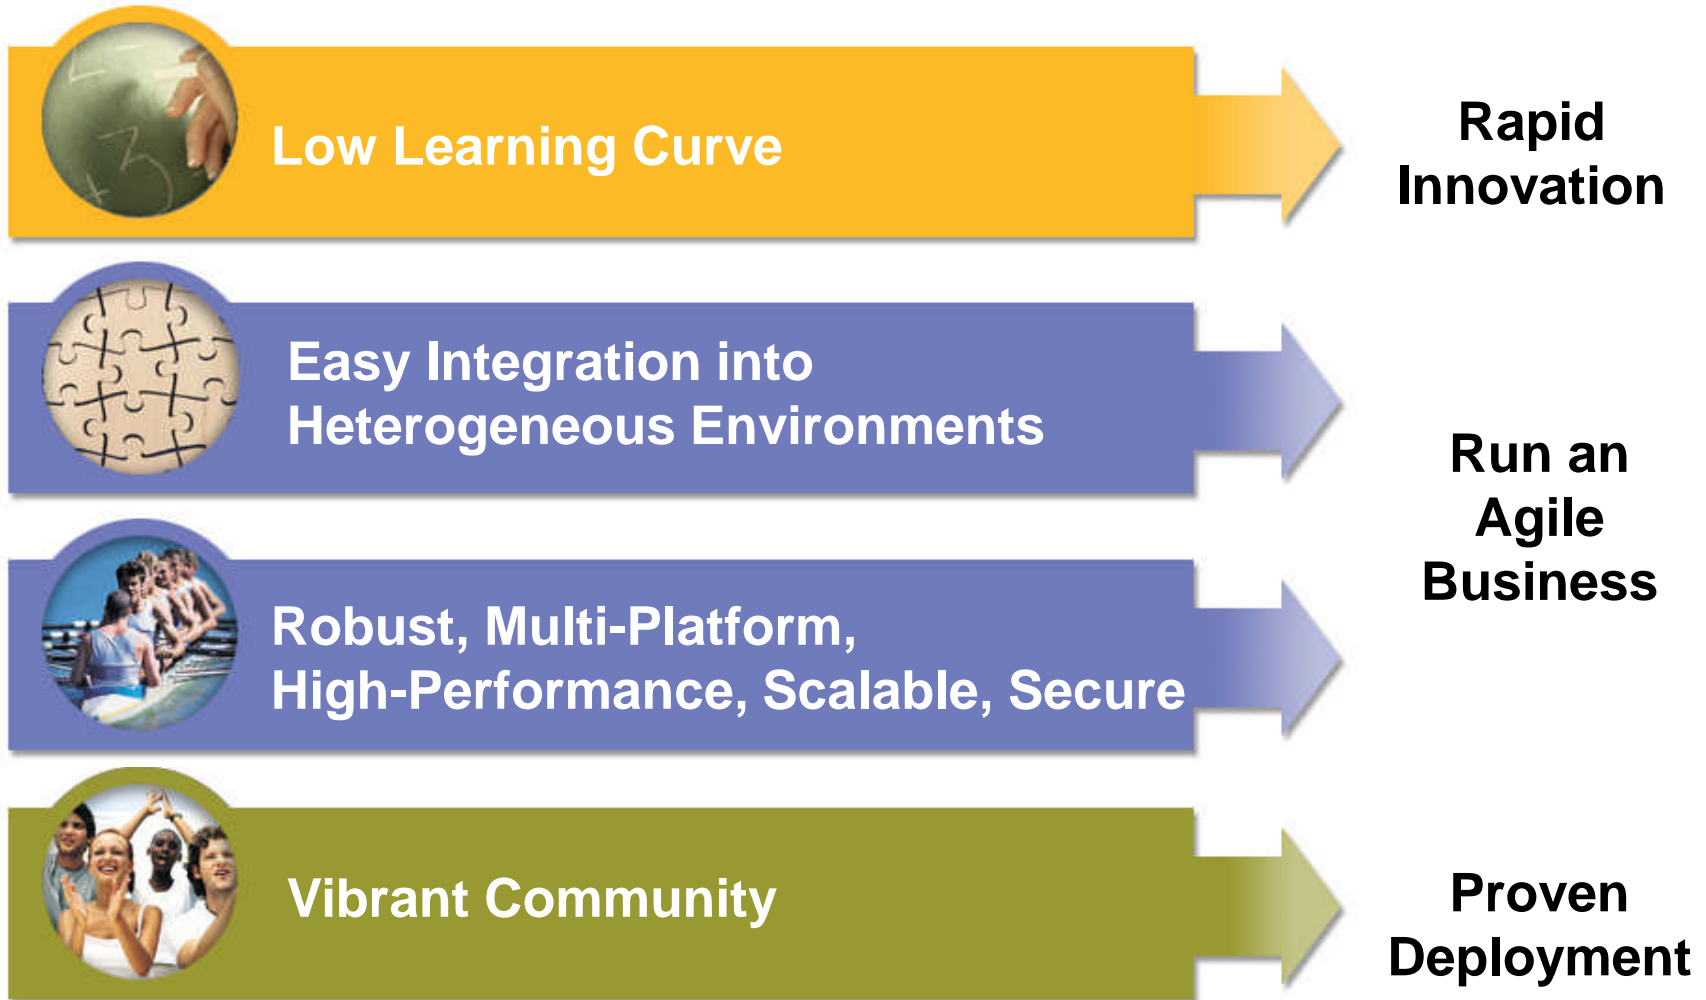 Low Learning Curve
Rapid
Innovation
Easy Integration into
Heterogeneous Environments
Run an
Agile
Business
Robust, Multi-Platform,
High-Performance, Scalable, Secure
Vibrant Community
Proven
Deployment
+3